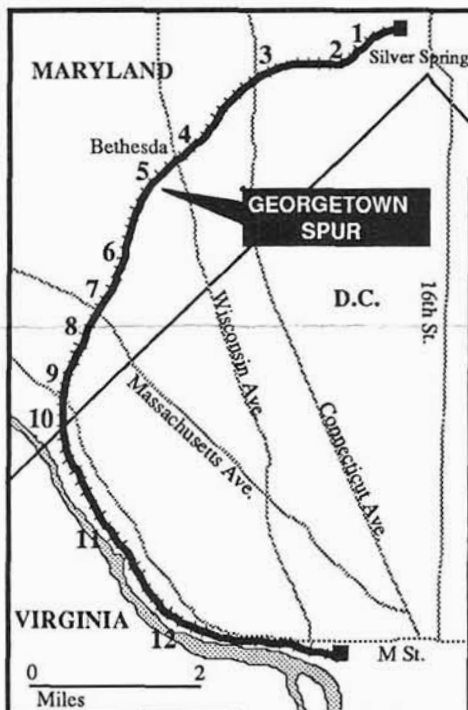 1
2
3
Silver Spring
MARYLAND
4
Bethesda
5
GEORGETOWN
SPUR
6
7
D.C.
16th St.
8
Wisconsin Ave.
9
Massachusetts Ave.
Connecticut Ave.
10
11
VIRGINIA
12
M St.
0 2
Miles